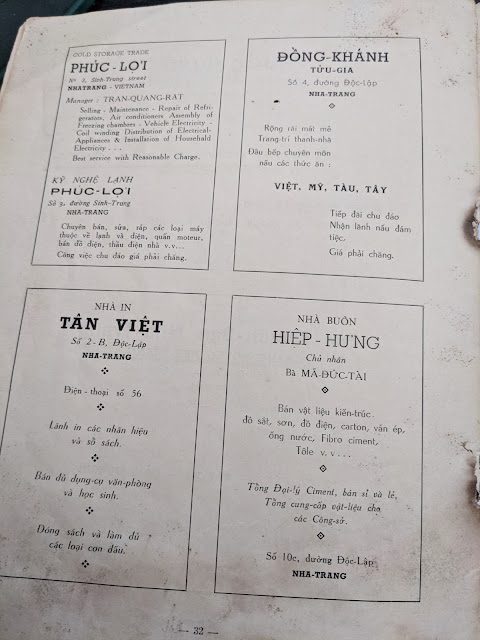 COLD STORAGE TRADE
PHÚC-LỢI
Nº 3, Sinh-Trung street
NHATRANG - VIETNAM
Manager : TRAN-QUANG-RAT
Selling - Maintenance - Repair of Refri-
gerators, Air conditioners Assembly of
Freezing chambers - Vehicle Electricity -
Coil winding Distribution of Electrical-
Appliances & Installation of Household
Electricity . . .
Best service with Reasonable Charge.
KỸ NGHỆ LẠNH
PHÚC-LỢI
Số 3, đường Sinh-Trung
NHA-TRANG
Chuyên bán, sửa, ráp các loại máy
thuộc về lạnh và điện, quấn moteur,
bán đồ điện, thầu điện nhà v.v...
Công việc chu đáo giá phải chăng.
ĐỒNG-KHÁNH
TỬU-GIA
Số 4, đường Độc-Lập
NHA-TRANG
Rộng rãi mát mẻ
Trang-trí thanh-nhã
Đầu bếp chuyên môn
nấu các thức ăn :
VIỆT, MỸ, TÀU, TÂY
Tiếp đãi chu đáo
Nhận lãnh nấu đám
tiệc.
Giá phải chăng.
NHÀ IN
TÂN VIỆT
Số 2-B, Độc-Lập
NHA-TRANG
Điện-thoại số 56
Lãnh in các nhãn hiệu
và sổ sách.
Bán đủ dụng-cụ văn-phòng
và học sinh.
Đóng sách và làm đủ
các loại con dấu.
NHÀ BUÔN
HIỆP-HƯNG
Chủ nhân
Bà MÃ-ĐỨC-TÀI
Bán vật liệu kiến-trúc.
đồ sắt, sơn, đồ điện, carton, ván ép,
ống nước, Fibro ciment,
Tôle v.v...
Tổng Đại-lý Ciment, bán sỉ và lẻ,
Tổng cung-cấp vật-liệu cho
các Công-sở.
Số 10c, đường Độc-Lập
NHA-TRANG
— 32 —